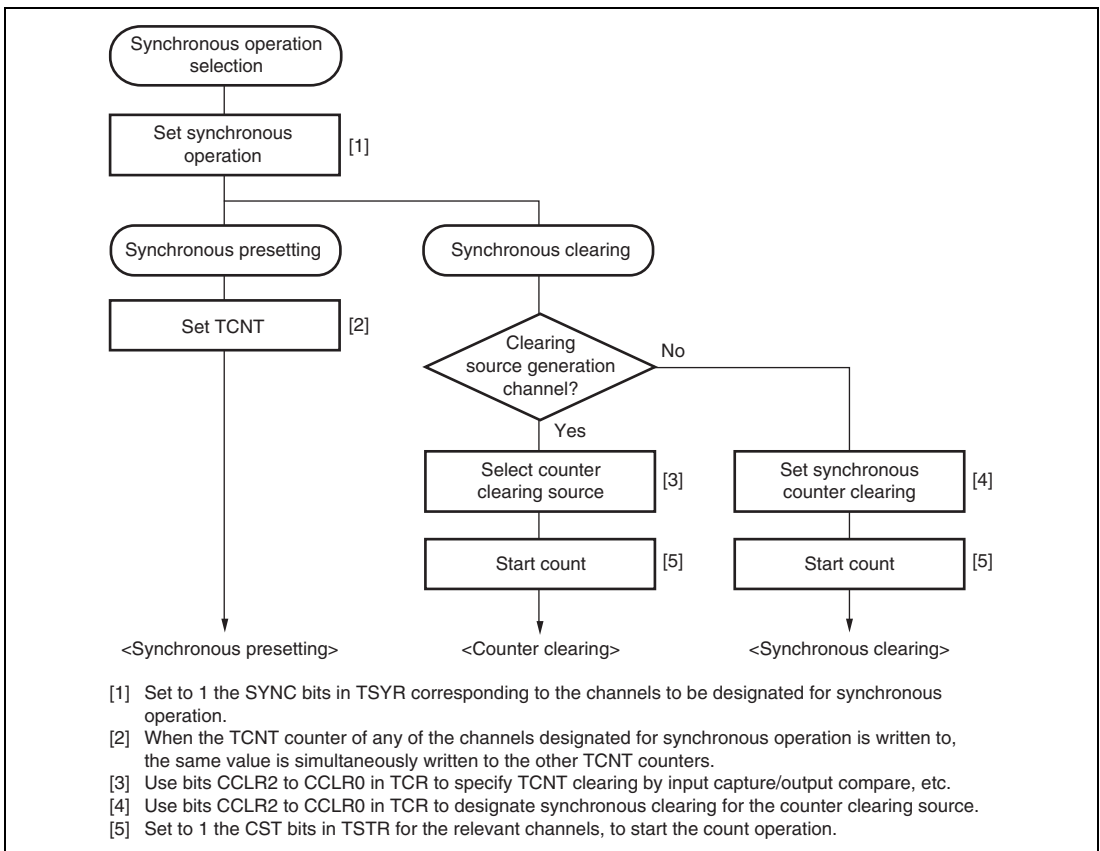 Synchronous operation
selection
Set synchronous
operation
[1]
Synchronous presetting
Synchronous clearing
Set TCNT
[2]
Clearing
source generation
channel?
No
Yes
Select counter
clearing source
[3]
Set synchronous
counter clearing
[4]
Start count
[5]
Start count
[5]
<Synchronous presetting>
<Counter clearing>
<Synchronous clearing>
[1] Set to 1 the SYNC bits in TSYR corresponding to the channels to be designated for synchronous
operation.
[2] When the TCNT counter of any of the channels designated for synchronous operation is written to,
the same value is simultaneously written to the other TCNT counters.
[3] Use bits CCLR2 to CCLR0 in TCR to specify TCNT clearing by input capture/output compare, etc.
[4] Use bits CCLR2 to CCLR0 in TCR to designate synchronous clearing for the counter clearing source.
[5] Set to 1 the CST bits in TSTR for the relevant channels, to start the count operation.